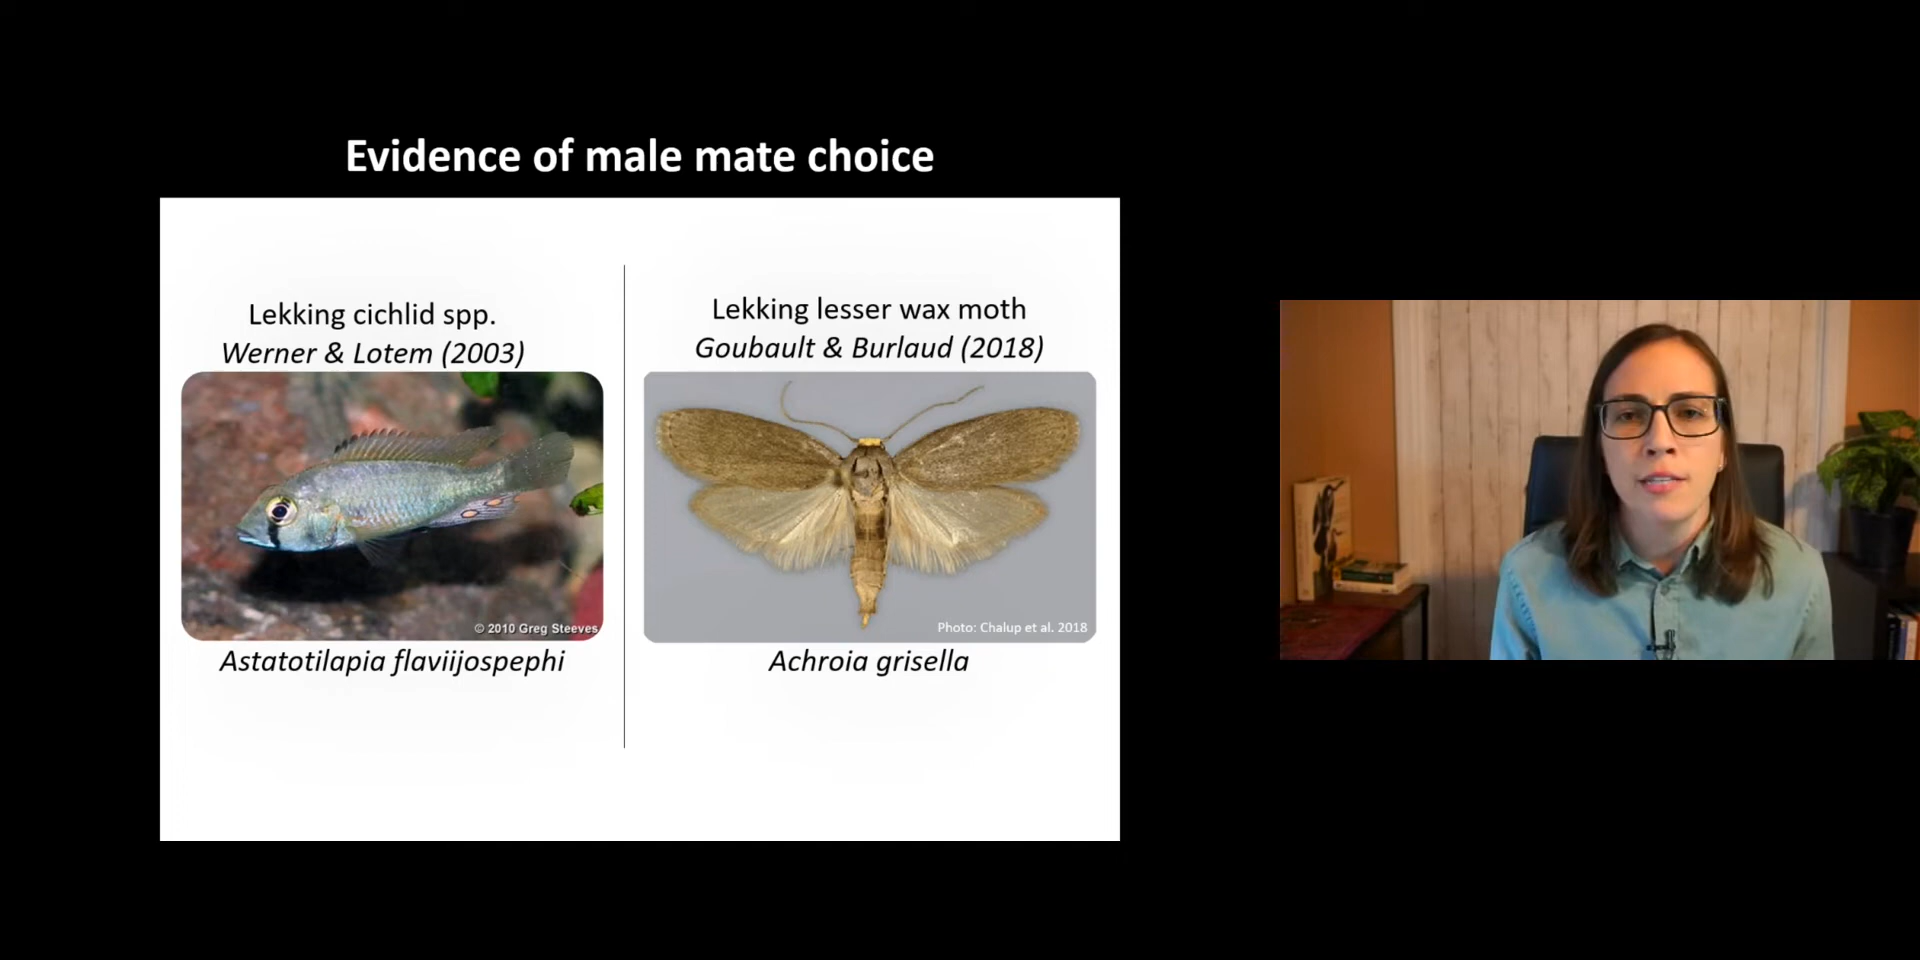 Evidence of male mate choice
Lekking cichlid spp.
Werner & Lotem (2003)
© 2010 Greg Steeves
Astatotilapia flaviijospephi
Lekking lesser wax moth
Goubault & Burlaud (2018)
Photo: Chalup et al. 2018
Achroia grisella